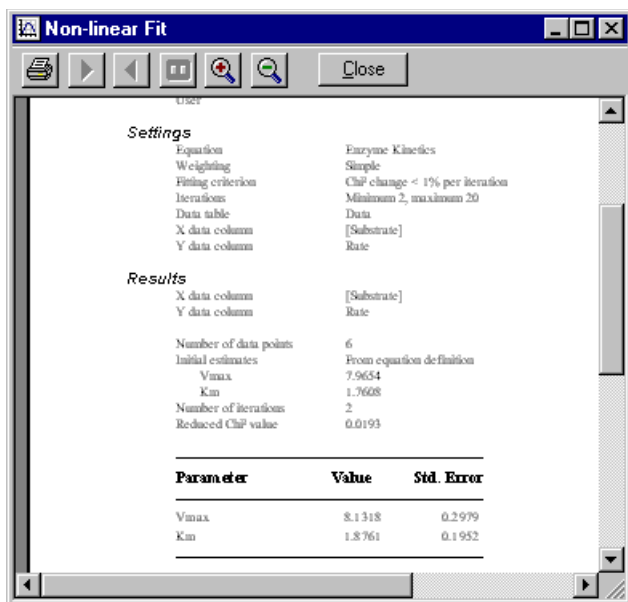 Non-linear Fit
Close
User
Settings
Equation Enzyme Kinetics
Weighting Simple
Fitting criterion Chi² change < 1% per iteration
Iterations Minimum 2, maximum 20
Data table Data
X data column [Substrate]
Y data column Rate
Results
X data column [Substrate]
Y data column Rate
Number of data points 6
Initial estimates From equation definition
Vmax 7.9654
Km 1.7608
Number of iterations 2
Reduced Chi² value 0.0193
Parameter Value Std. Error
Vmax 8.1318 0.2979
Km 1.8761 0.1952